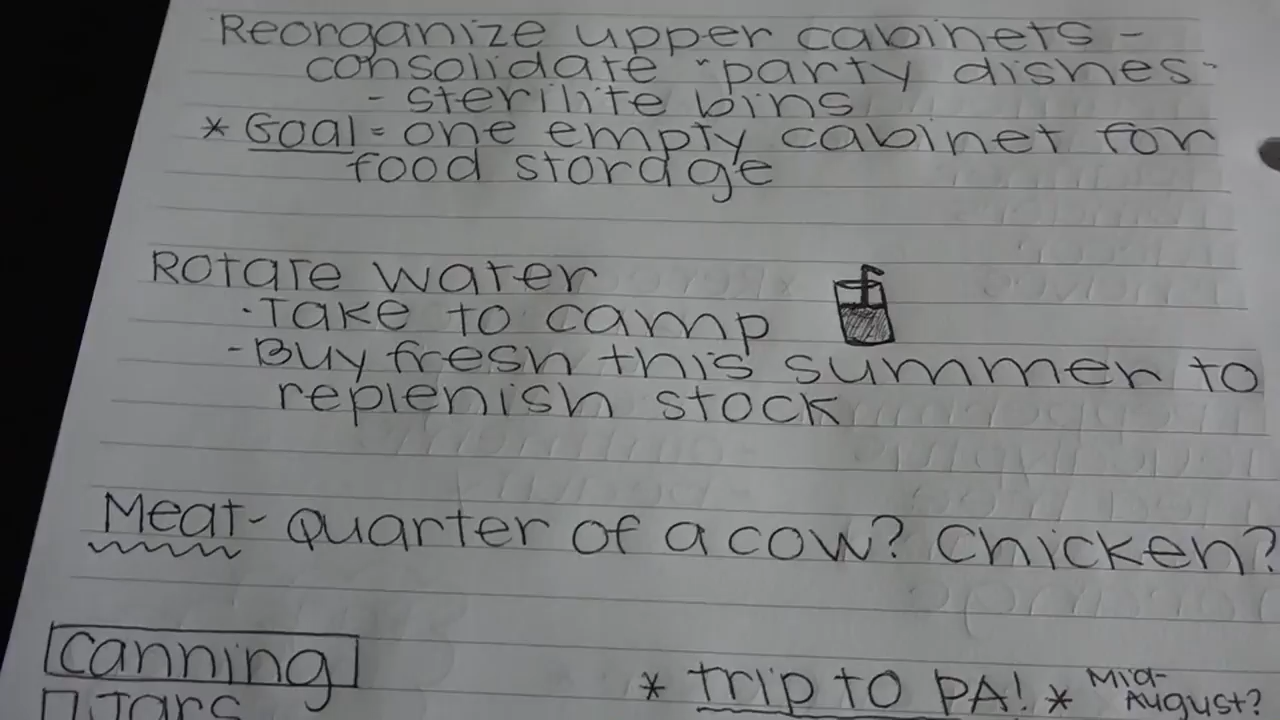 Reorganize upper cabinets -
consolidate "party dishes"
- sterilite bins
* Goal = one empty cabinet for
food storage
Rotate water
· Take to camp
- Buy fresh this summer to
replenish stock
Meat - quarter of a cow? Chicken?
canning
* trip to PA! * Mid-
August?
Jars